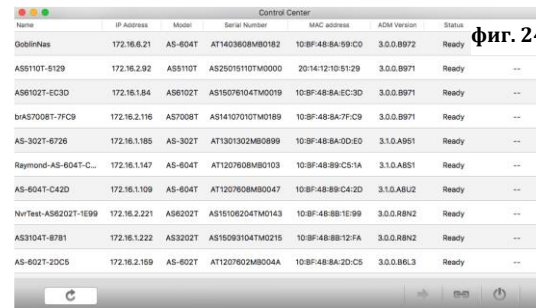 Control Center
Name IP Address Model Serial Number MAC address ADM Version Status
фиг. 24
GoblinNas 172.16.6.21 AS-604T AT1403608MB0182 10:BF:48:8A:59:C0 3.0.0.B972 Ready
AS5110T-5129 172.16.2.92 AS5110T AS25015110TM0000 20:14:12:10:51:29 3.0.0.B971 Ready --
AS6102T-EC3D 172.16.1.84 AS6102T AS15076104TM0019 10:BF:48:8A:EC:3D 3.0.0.B971 Ready --
brAS7008T-7FC9 172.16.2.116 AS7008T AS14107010TM0189 10:BF:48:8A:7F:C9 3.0.0.B971 Ready --
AS-302T-6726 172.16.1.185 AS-302T AT1301302MB0899 10:BF:48:8A:0D:E0 3.1.0.A951 Ready --
Raymond-AS-604T-C... 172.16.1.147 AS-604T AT1207608MB0103 10:BF:48:89:C5:1A 3.1.0.A851 Ready --
AS-604T-C42D 172.16.1.109 AS-604T AT1207608MB0047 10:BF:48:89:C4:2D 3.1.0.A8U2 Ready --
NvrTest-AS6202T-1E99 172.16.2.221 AS6202T AS15106204TM0143 10:BF:48:8B:1E:99 3.0.0.R8N2 Ready --
AS3104T-8781 172.16.1.222 AS3202T AS15093104TM0215 10:BF:48:8B:12:FA 3.0.0.R8N2 Ready --
AS-602T-2DC5 172.16.2.159 AS-602T AT1207602MB004A 10:BF:48:8A:2D:C5 3.0.0.B6L3 Ready --